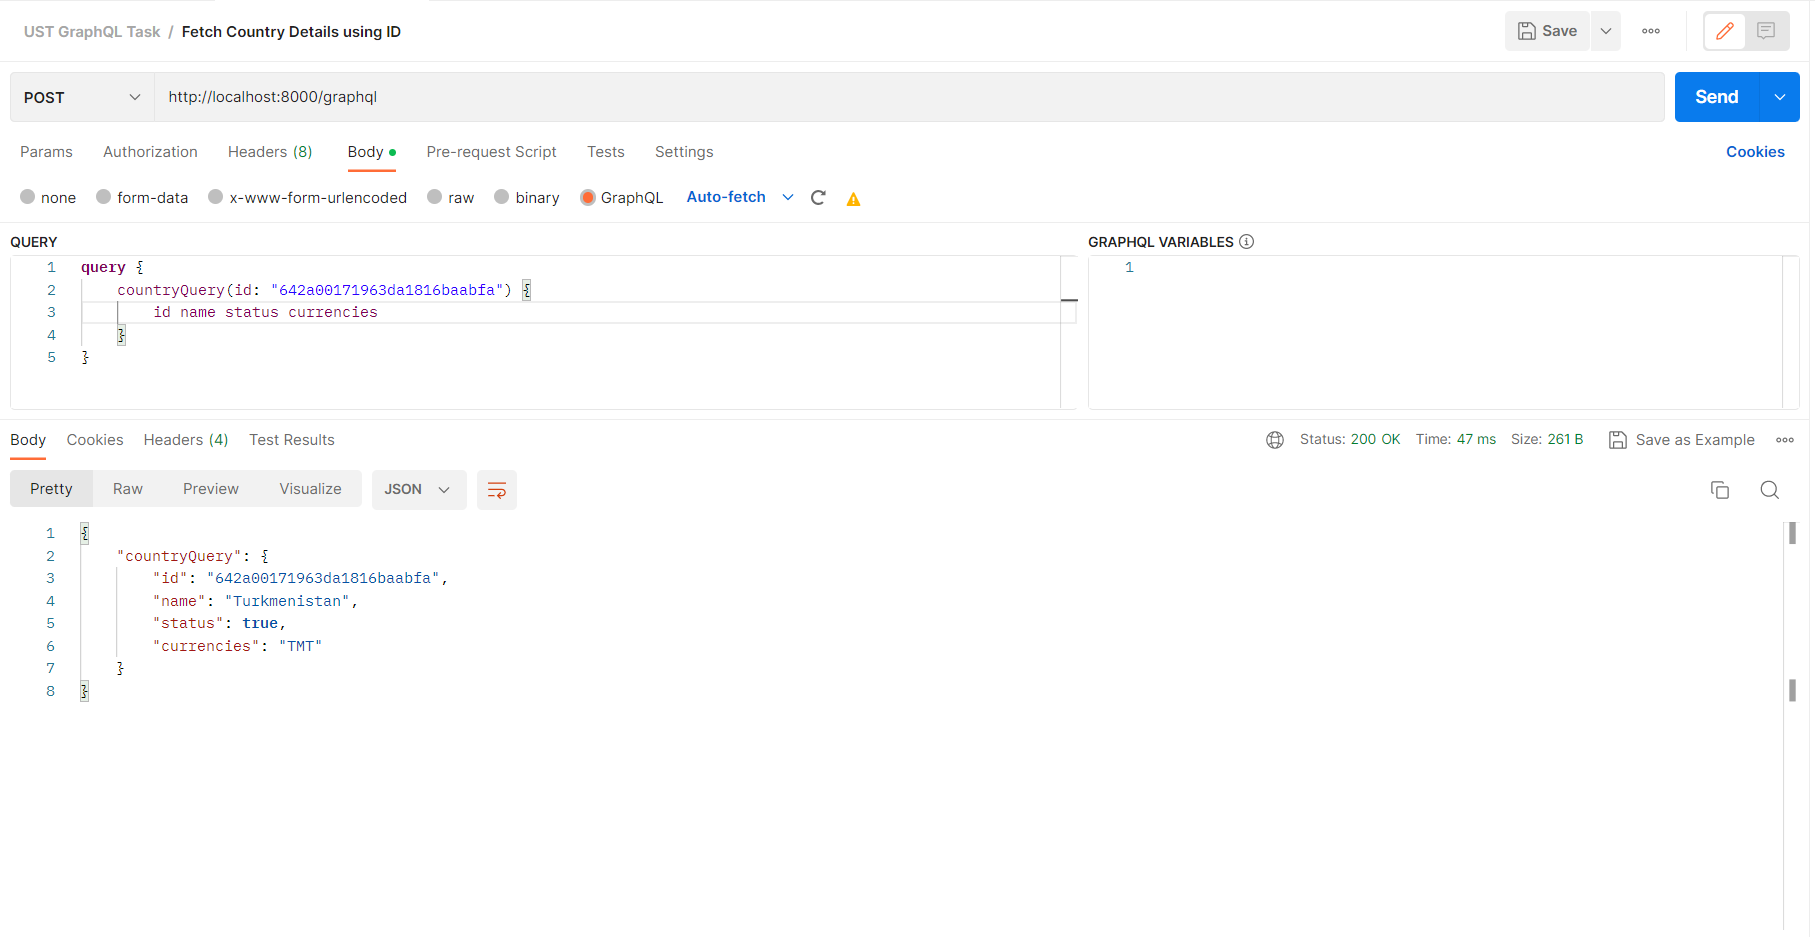 UST GraphQL Task / Fetch Country Details using ID
Save
POST http://localhost:8000/graphql
Send
Params Authorization Headers (8) Body Pre-request Script Tests Settings Cookies
none form-data x-www-form-urlencoded raw binary GraphQL Auto-fetch
QUERY
GRAPHQL VARIABLES
1 query {
2 countryQuery(id: "642a00171963da1816baabfa") {
3 id name status currencies
4 }
5 }
1
Body Cookies Headers (4) Test Results
Status: 200 OK Time: 47 ms Size: 261 B Save as Example
Pretty Raw Preview Visualize JSON
1 {
2 "countryQuery": {
3 "id": "642a00171963da1816baabfa",
4 "name": "Turkmenistan",
5 "status": true,
6 "currencies": "TMT"
7 }
8 }